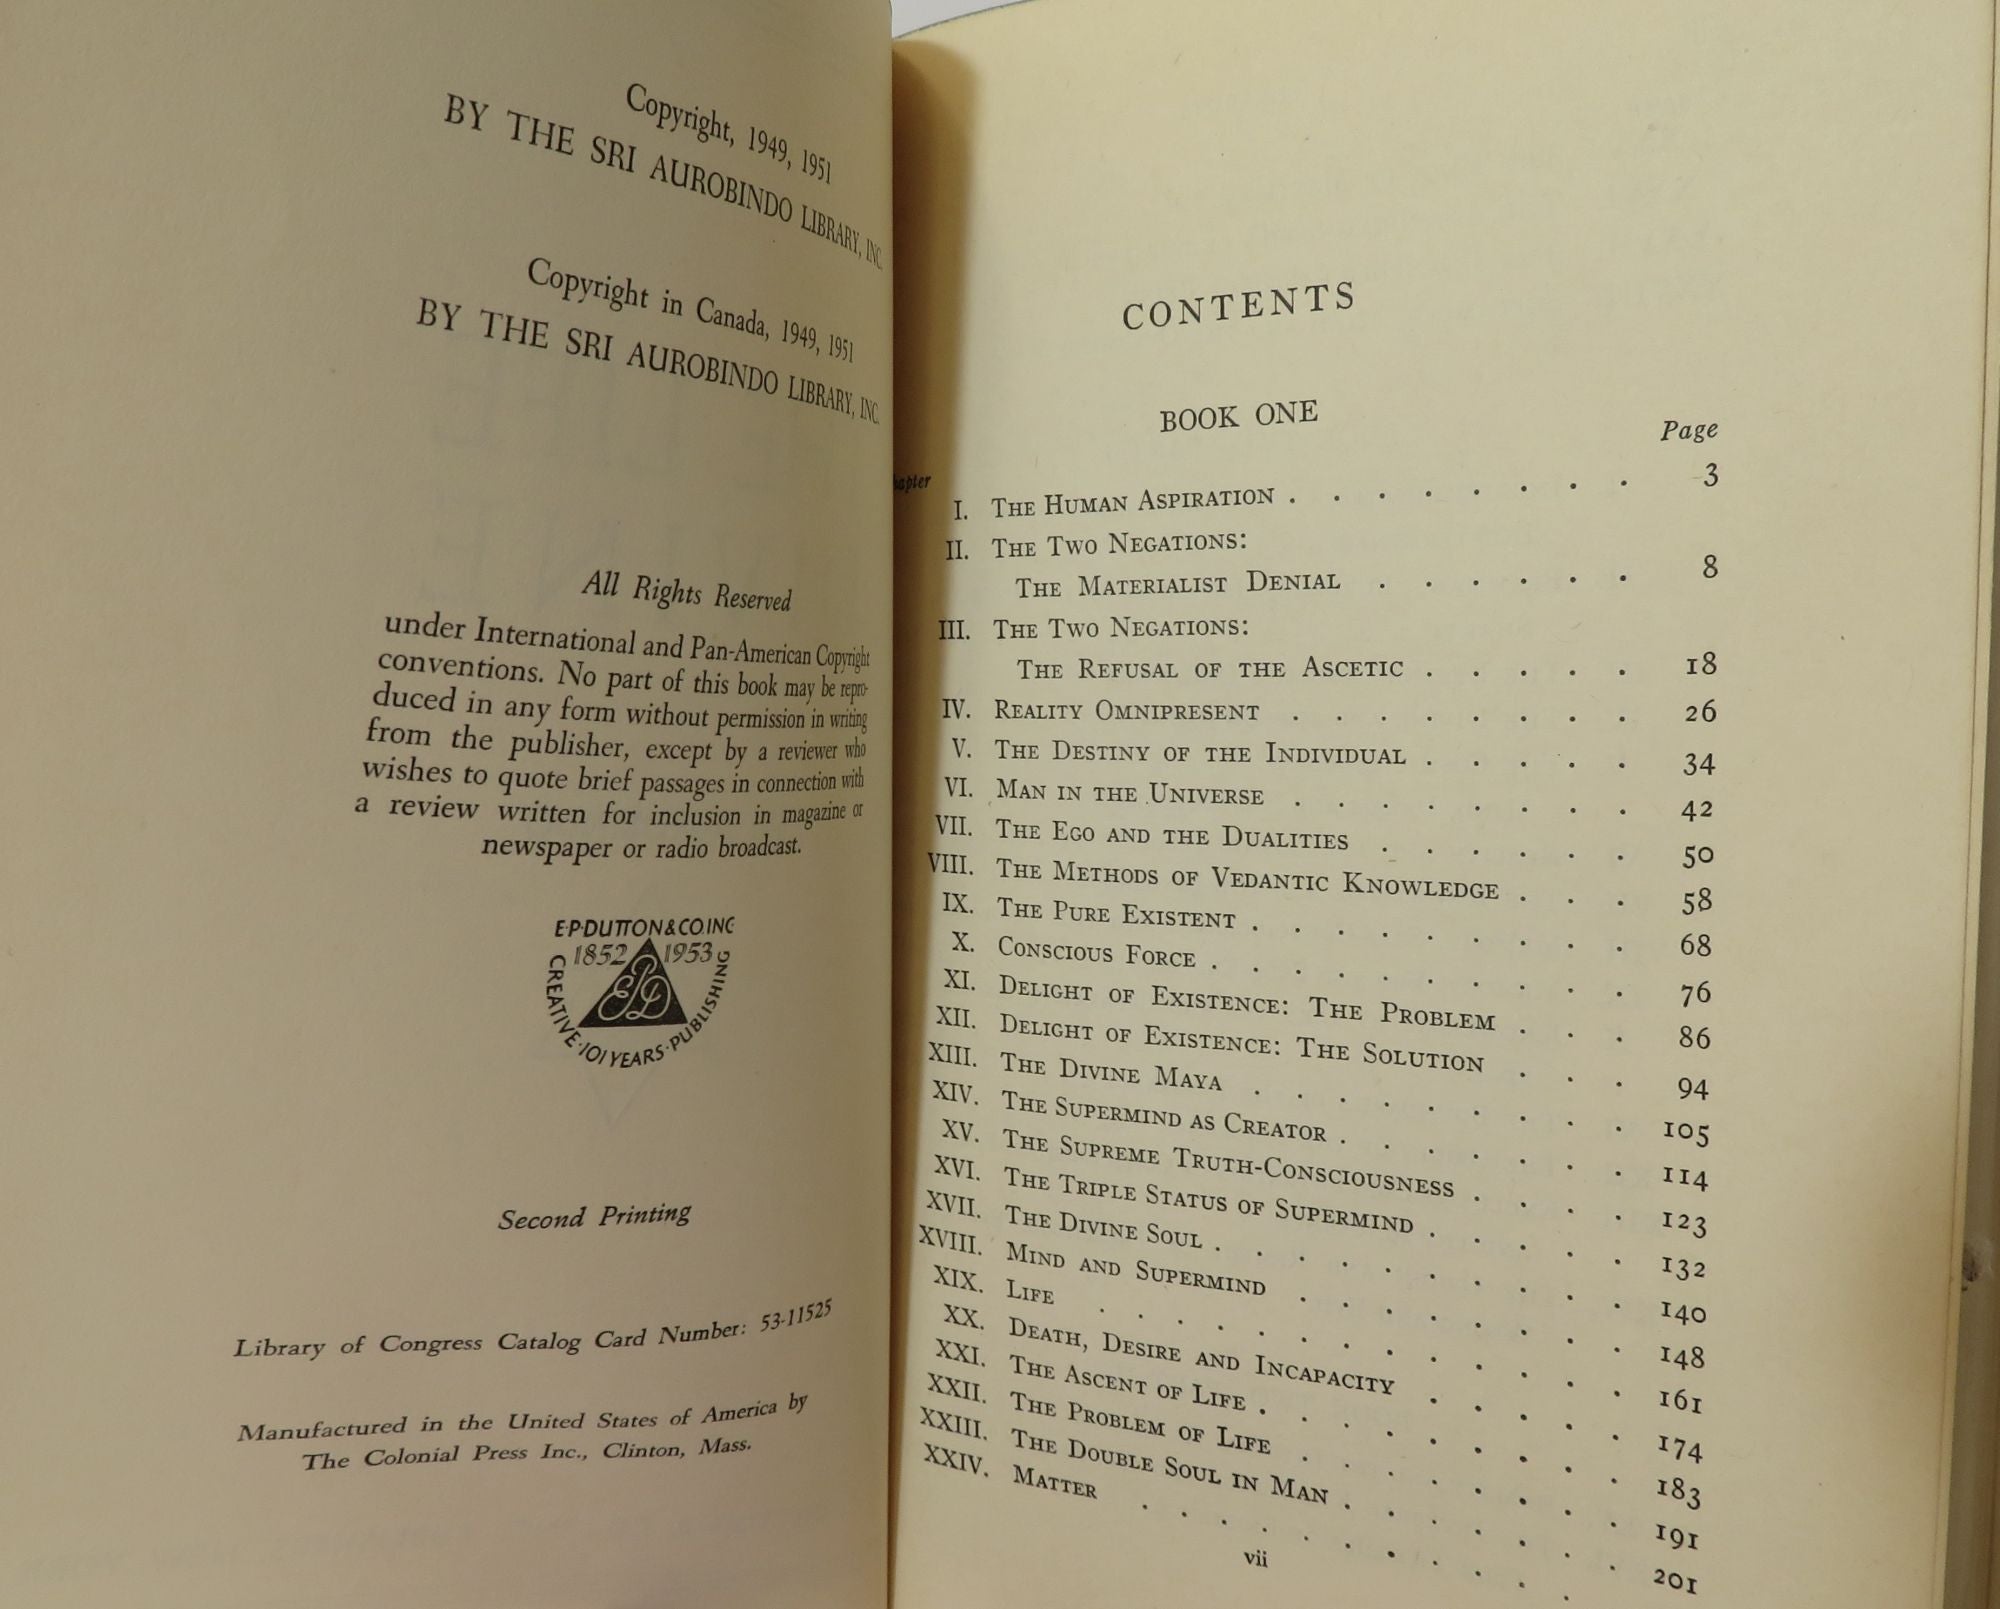 Copyright, 1949, 1951
BY THE SRI AUROBINDO LIBRARY, INC.
Copyright in Canada, 1949, 1951
BY THE SRI AUROBINDO LIBRARY, INC.
All Rights Reserved
under International and Pan-American Copyright
conventions. No part of this book may be repro-
duced in any form without permission in writing
from the publisher, except by a reviewer who
wishes to quote brief passages in connection with
a review written for inclusion in magazine or
newspaper or radio broadcast.
E·P·DUTTON & CO. INC
1852 1953
EPD
CREATIVE·101 YEARS·PUBLISHING
Second Printing
Library of Congress Catalog Card Number: 53-11525
Manufactured in the United States of America by
The Colonial Press Inc., Clinton, Mass.
CONTENTS
BOOK ONE
hapter Page
I. THE HUMAN ASPIRATION . . . . . . . . 3
II. THE TWO NEGATIONS:
THE MATERIALIST DENIAL . . . . . . 8
III. THE TWO NEGATIONS:
THE REFUSAL OF THE ASCETIC . . . . . 18
IV. REALITY OMNIPRESENT . . . . . . . . 26
V. THE DESTINY OF THE INDIVIDUAL . . . . . 34
VI. MAN IN THE UNIVERSE . . . . . . . . 42
VII. THE EGO AND THE DUALITIES . . . . . . 50
VIII. THE METHODS OF VEDANTIC KNOWLEDGE . . . 58
IX. THE PURE EXISTENT . . . . . . . . . 68
X. CONSCIOUS FORCE . . . . . . . . . . 76
XI. DELIGHT OF EXISTENCE: THE PROBLEM . . . 86
XII. DELIGHT OF EXISTENCE: THE SOLUTION . . . 94
XIII. THE DIVINE MAYA . . . . . . . . . 105
XIV. THE SUPERMIND AS CREATOR . . . . . . . 114
XV. THE SUPREME TRUTH-CONSCIOUSNESS . . . . 123
XVI. THE TRIPLE STATUS OF SUPERMIND . . . . . 132
XVII. THE DIVINE SOUL . . . . . . . . . . 140
XVIII. MIND AND SUPERMIND . . . . . . . . 148
XIX. LIFE . . . . . . . . . . . . 161
XX. DEATH, DESIRE AND INCAPACITY . . . . . 174
XXI. THE ASCENT OF LIFE . . . . . . . . . 183
XXII. THE PROBLEM OF LIFE . . . . . . . . 191
XXIII. THE DOUBLE SOUL IN MAN . . . . . . . 201
XXIV. MATTER . . . . . . . . . . .
vii